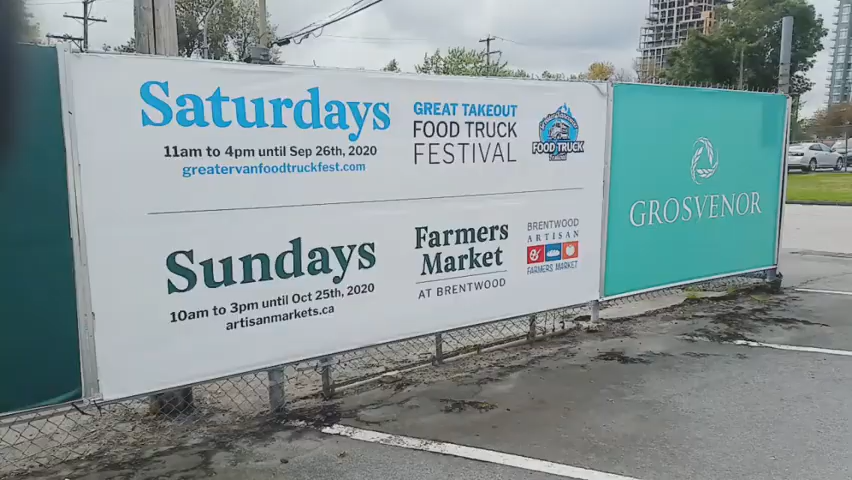 Saturdays
11am to 4pm until Sep 26th, 2020
greatervanfoodtruckfest.com
GREAT TAKEOUT
FOOD TRUCK
FESTIVAL
FOOD TRUCK
Sundays
10am to 3pm until Oct 25th, 2020
artisanmarkets.ca
Farmers
Market
AT BRENTWOOD
BRENTWOOD
ARTISAN
FARMERS MARKET
GROSVENOR